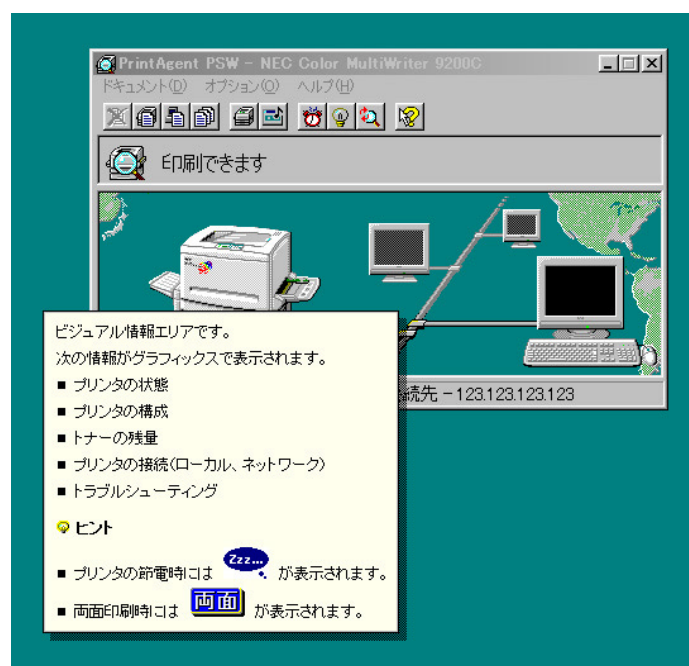 PrintAgent PSW - NEC Color MultiWriter 9200C
ドキュメント(D) オプション(O) ヘルプ(H)
印刷できます
続先 - 123.123.123.123
ビジュアル情報エリアです。
次の情報がグラフィックスで表示されます。
■ プリンタの状態
■ プリンタの構成
■ トナーの残量
■ プリンタの接続(ローカル、ネットワーク)
■ トラブルシューティング
ヒント
■ プリンタの節電時には Zzz... が表示されます。
■ 両面印刷時には 両面 が表示されます。